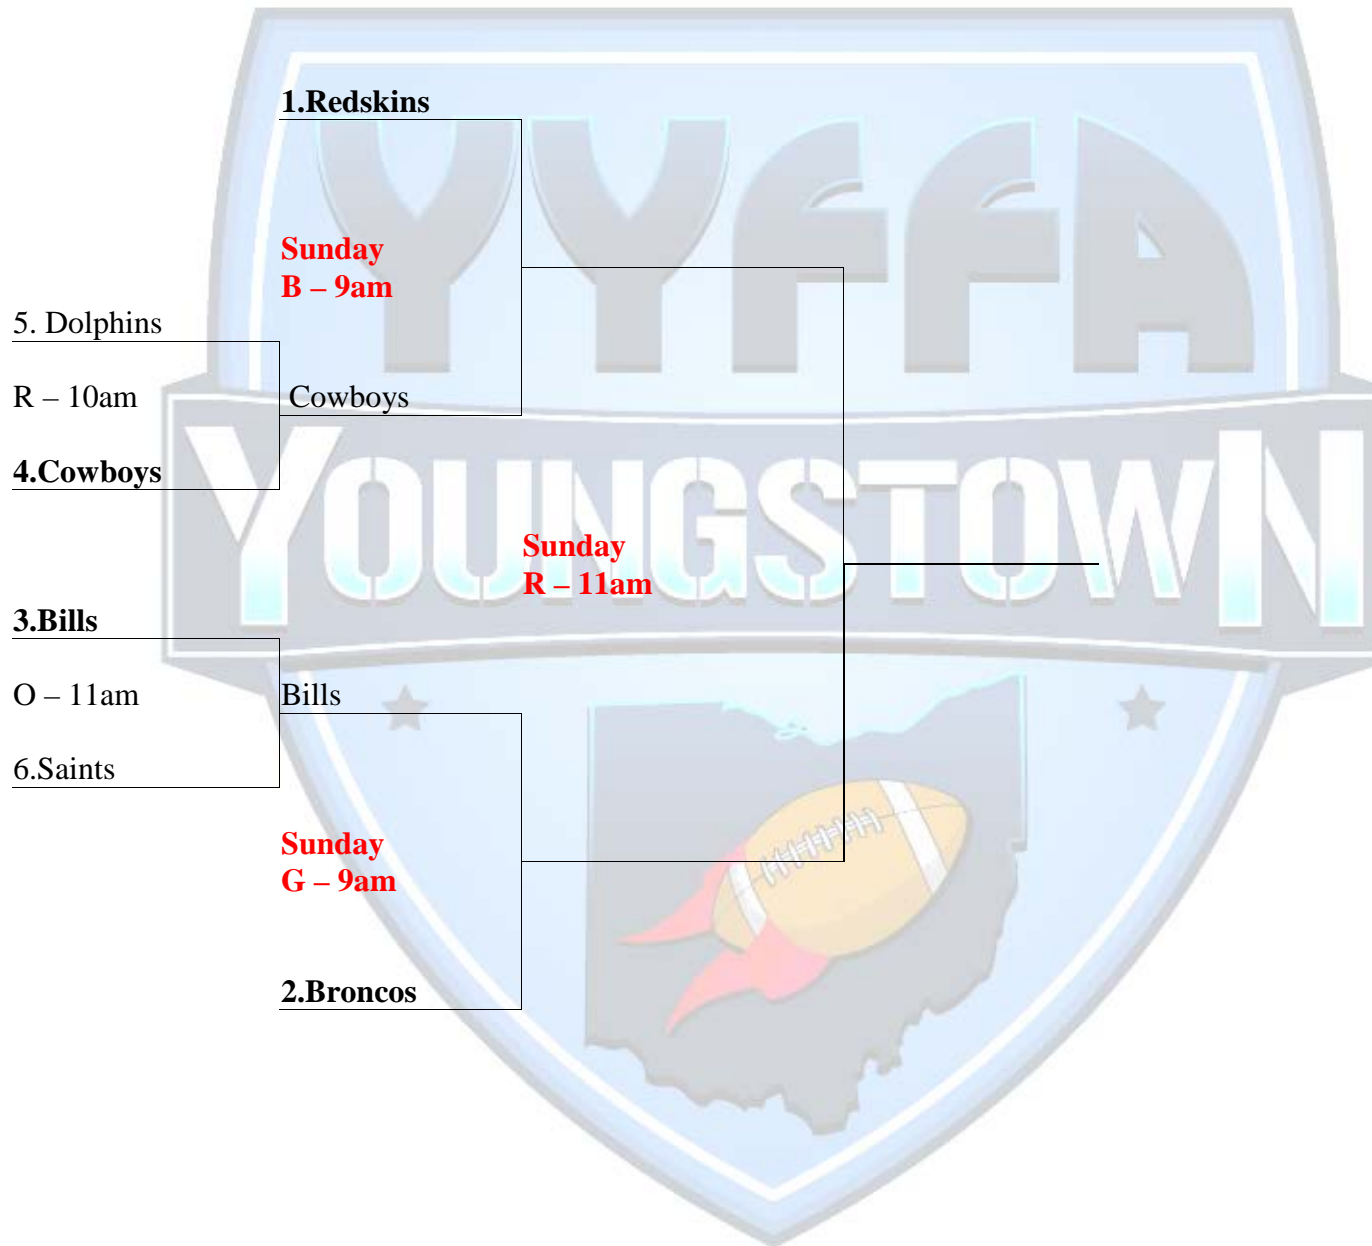 1.Redskins
YYFFA
Sunday
B – 9am
5. Dolphins
R – 10am
Cowboys
4.Cowboys
YOUNGSTOWN
Sunday
R – 11am
3.Bills
O – 11am
Bills
6.Saints
Sunday
G – 9am
2.Broncos